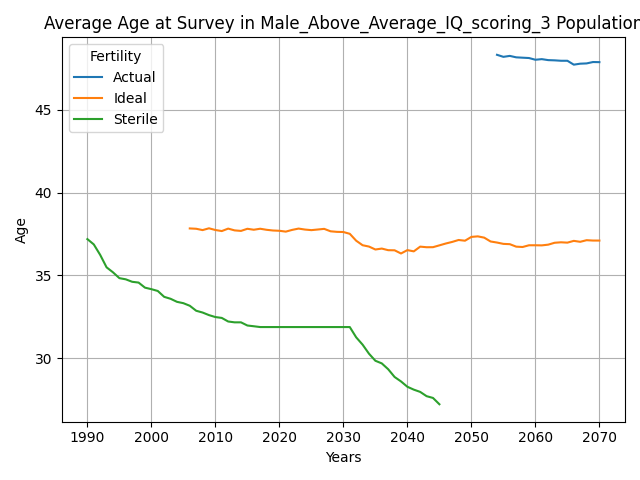 Average Age at Survey in Male_Above_Average_IQ_scoring_3 Population
Fertility
Actual
Ideal
Sterile
45
40
35
30
Age
1990 2000 2010 2020 2030 2040 2050 2060 2070
Years